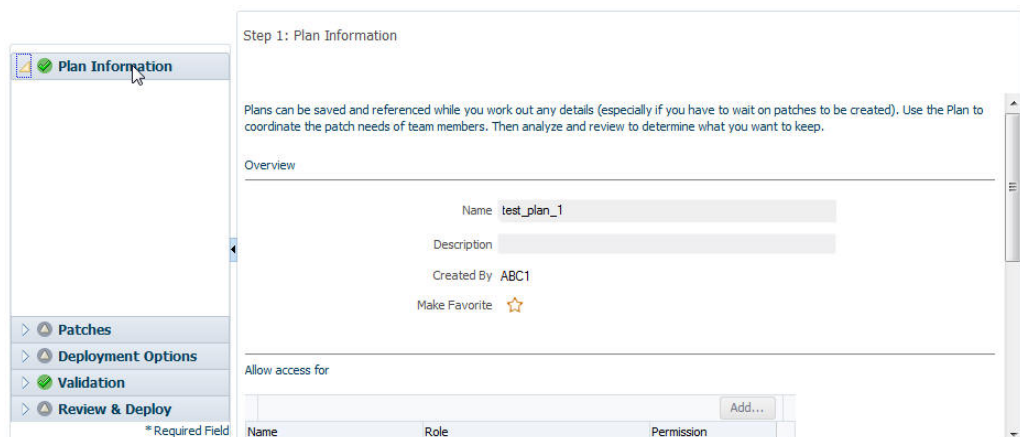 Plan Information
Patches
Deployment Options
Validation
Review & Deploy
* Required Field
Step 1: Plan Information
Plans can be saved and referenced while you work out any details (especially if you have to wait on patches to be created). Use the Plan to
coordinate the patch needs of team members. Then analyze and review to determine what you want to keep.
Overview
Name test_plan_1
Description
Created By ABC1
Make Favorite
Allow access for
Add...
Name Role Permission